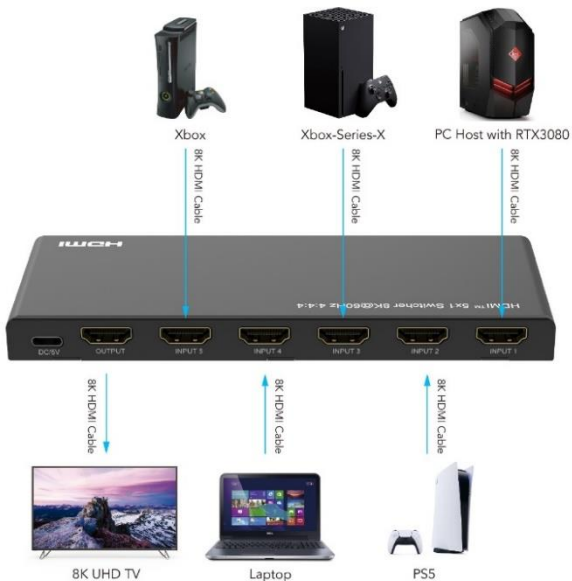 Xbox
Xbox-Series-X
PC Host with RTX3080
8K HDMI Cable
8K HDMI Cable
8K HDMI Cable
HDMI
HDMI™ 5x1 Switcher 8K@60Hz 4:4:4
DC/5V
OUTPUT
INPUT 5
INPUT 4
INPUT 3
INPUT 2
INPUT 1
8K HDMI Cable
8K HDMI Cable
8K HDMI Cable
8K UHD TV
Laptop
PS5